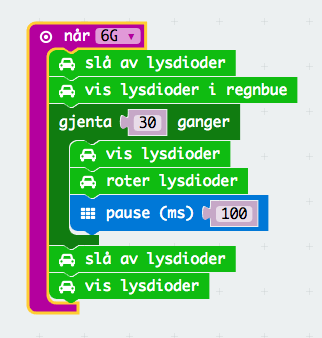 når 6G
slå av lysdioder
vis lysdioder i regnbue
gjenta 30 ganger
vis lysdioder
roter lysdioder
pause (ms) 100
slå av lysdioder
vis lysdioder